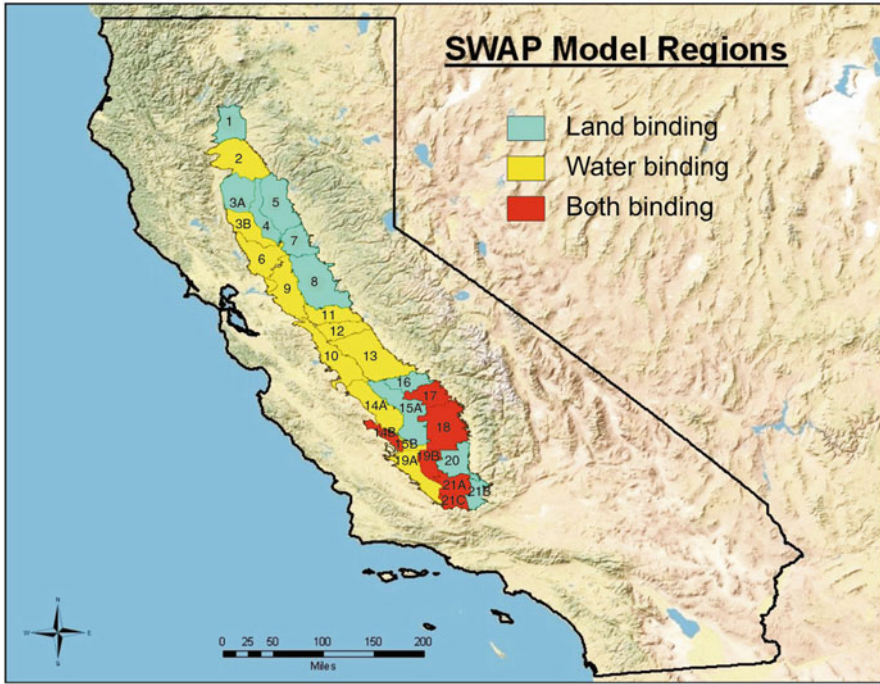 SWAP Model Regions
Land binding
Water binding
Both binding
1
2
3A
5
3B
4
7
6
8
9
11
12
10
13
16
17
14A
15A
18
15B
19A
19B
20
21A
21B
21C
N
W
E
S
0 25 50 100 150 200
Miles